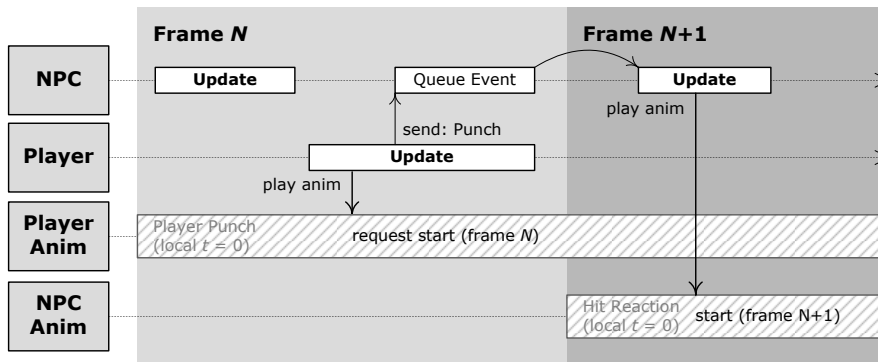 Frame N
Frame N+1
NPC
Update
Queue Event
Update
play anim
send: Punch
Player
Update
play anim
Player
Anim
Player Punch
(local t = 0)
request start (frame N)
NPC
Anim
Hit Reaction
(local t = 0)
start (frame N+1)